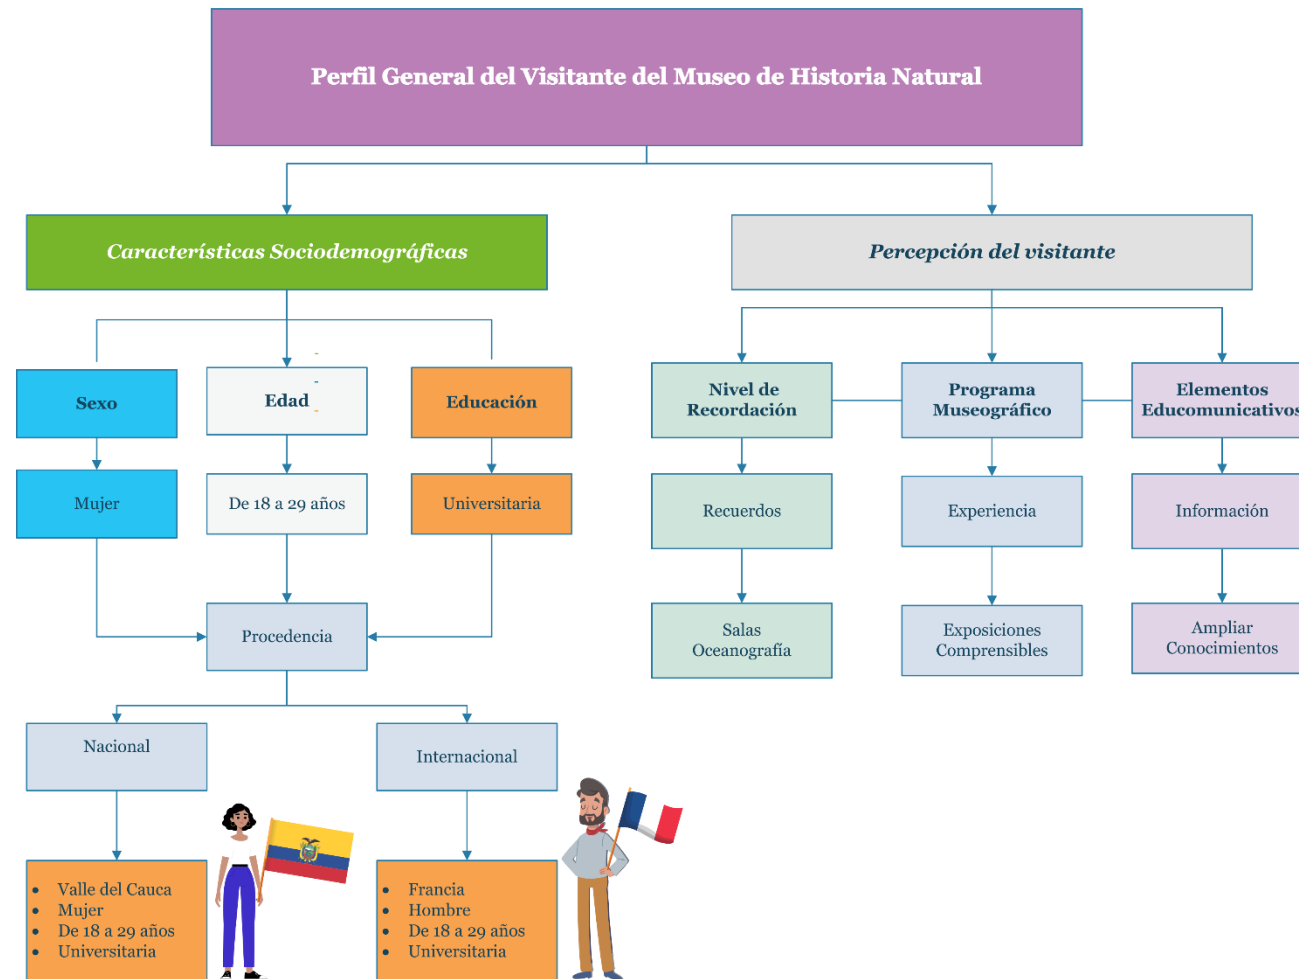 Perfil General del Visitante del Museo de Historia Natural
Características Sociodemográficas
Percepción del visitante
Sexo
Edad
Educación
Nivel de
Recordación
Programa
Museográfico
Elementos
Educomunicativos
Mujer
De 18 a 29 años
Universitaria
Recuerdos
Experiencia
Información
Procedencia
Salas
Oceanografía
Exposiciones
Comprensibles
Ampliar
Conocimientos
Nacional
Internacional
• Valle del Cauca
• Mujer
• De 18 a 29 años
• Universitaria
• Francia
• Hombre
• De 18 a 29 años
• Universitaria